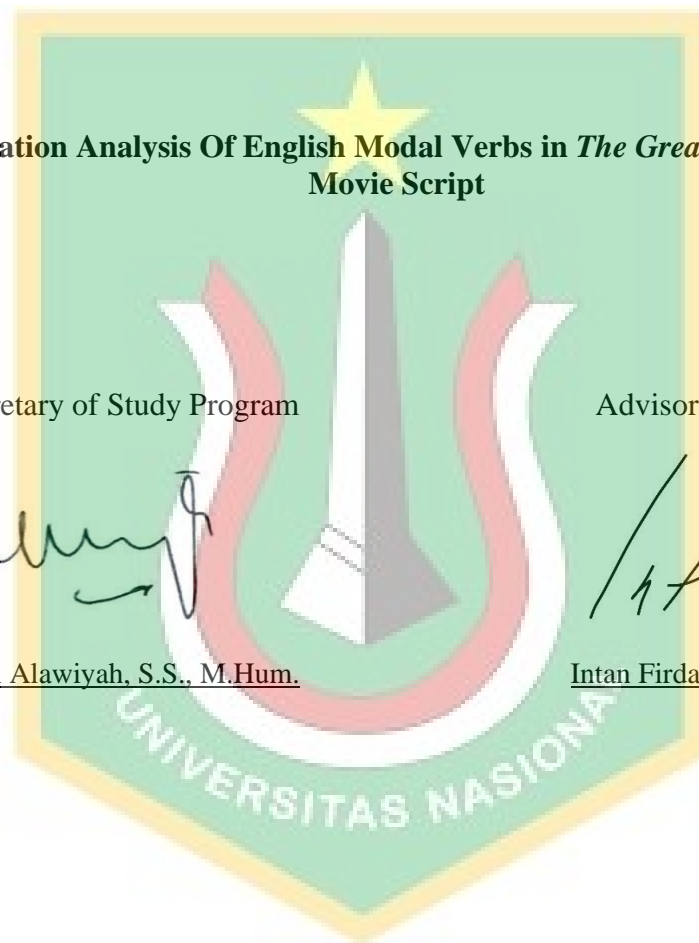 ation Analysis Of English Modal Verbs in The Grea
Movie Script
retary of Study Program Advisor
Alawiyah, S.S., M.Hum. Intan Firda
UNIVERSITAS NASIONAL